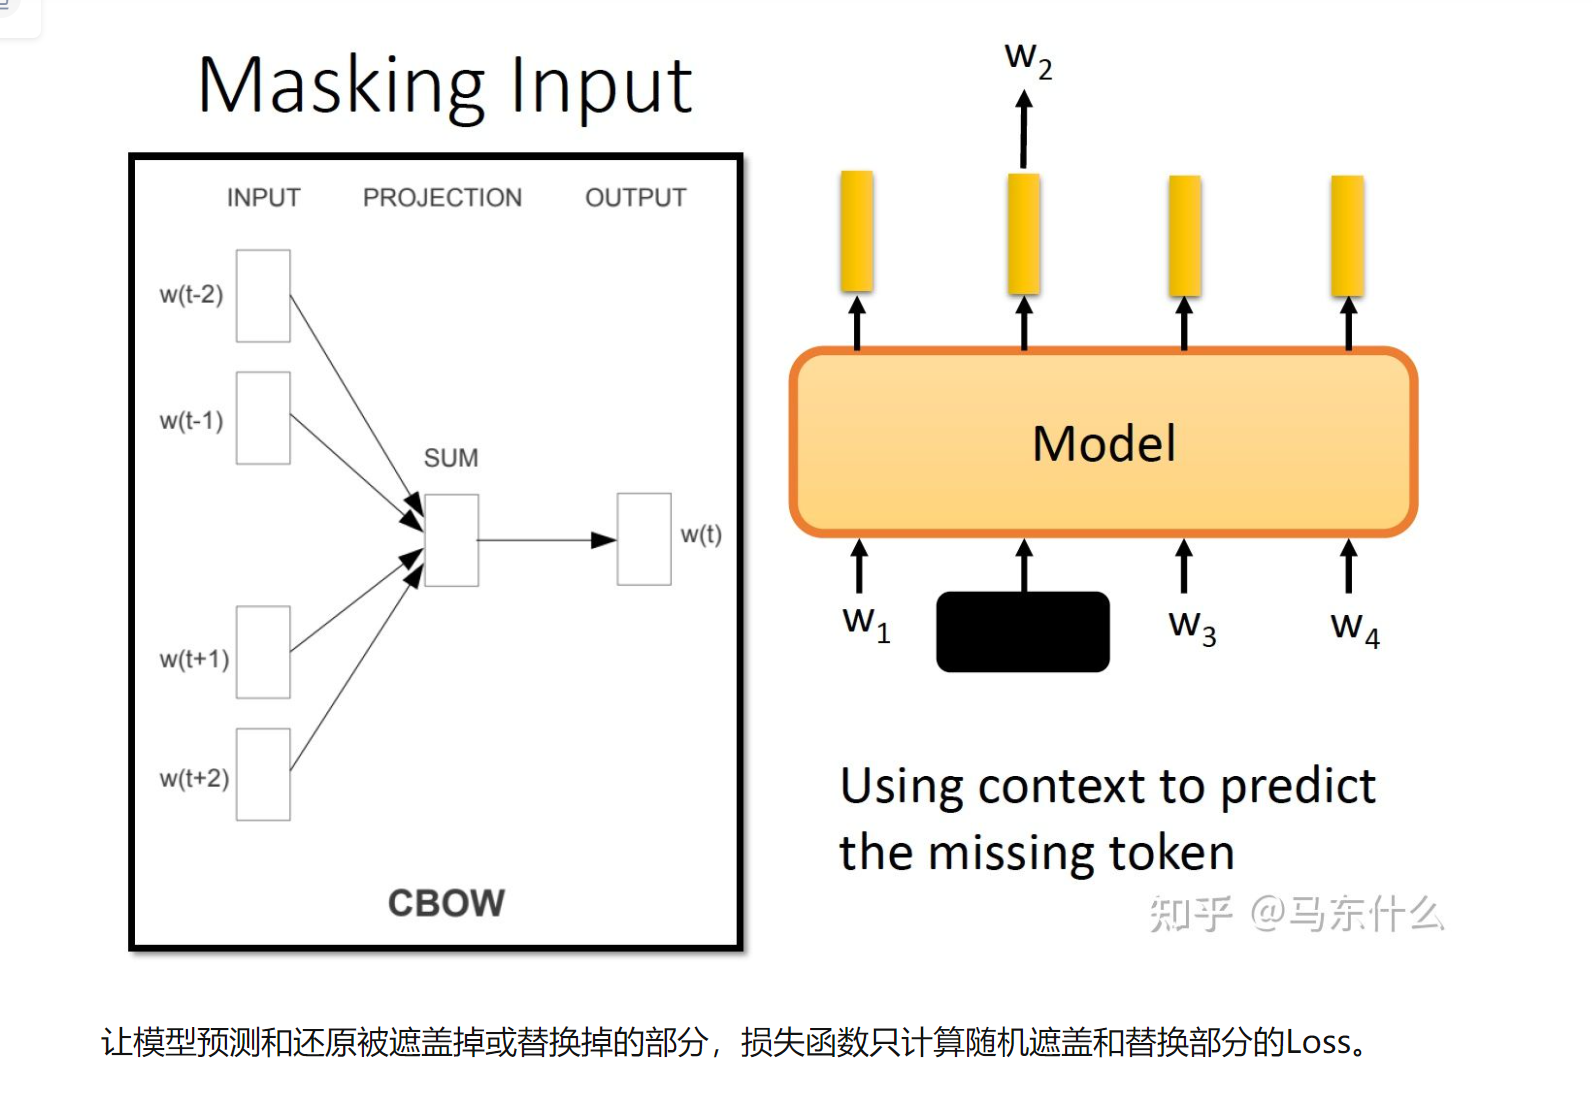 Masking Input
INPUT PROJECTION OUTPUT
w(t-2)
w(t-1)
SUM
w(t)
w(t+1)
w(t+2)
CBOW
w2
Model
w1 w3 w4
Using context to predict
the missing token
知乎 @马东什么
让模型预测和还原被遮盖掉或替换掉的部分，损失函数只计算随机遮盖和替换部分的Loss。